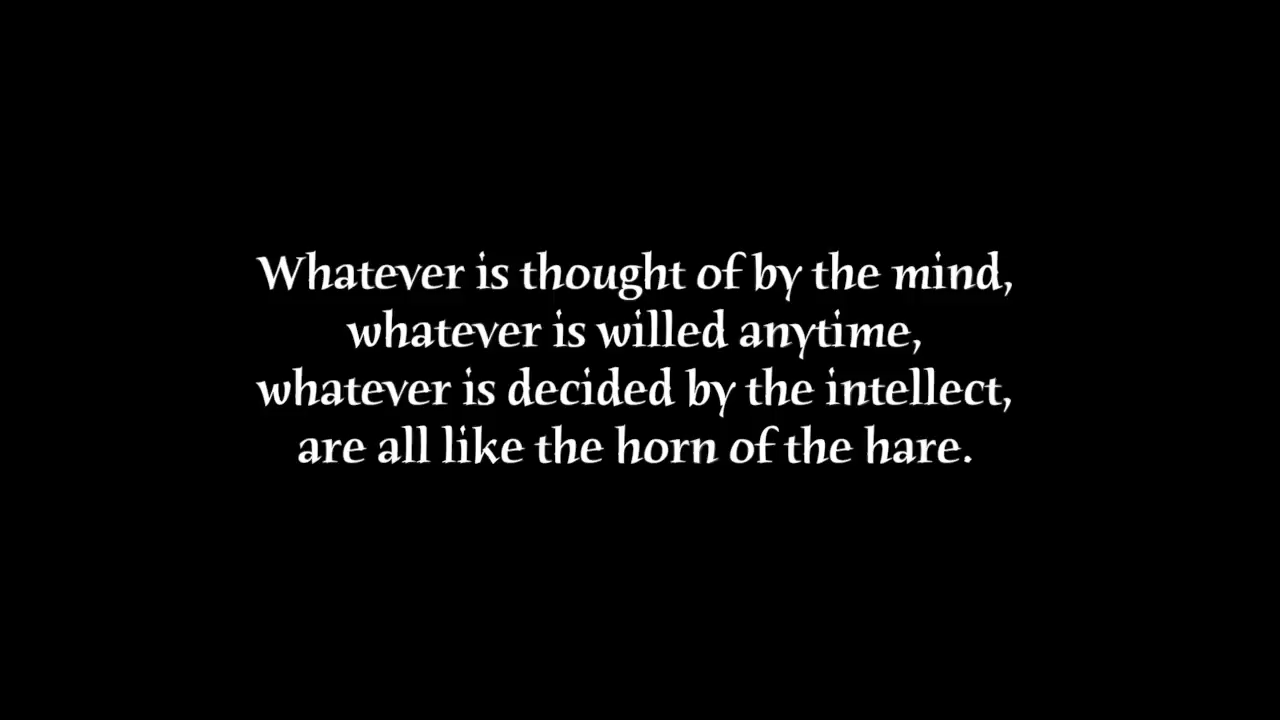 Whatever is thought of by the mind,
whatever is willed anytime,
whatever is decided by the intellect,
are all like the horn of the hare.